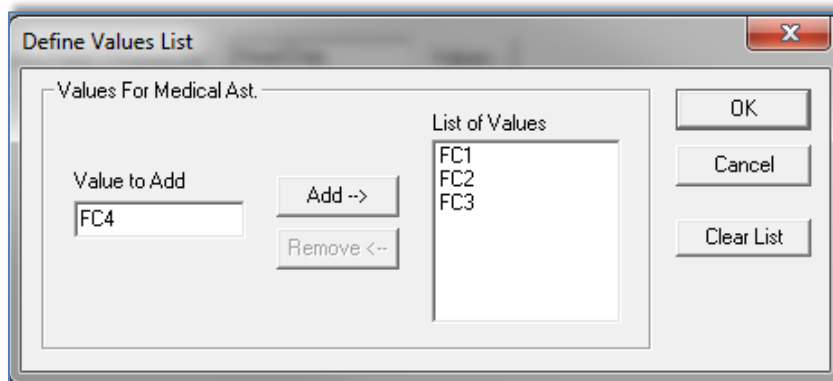 Define Values List
Values For Medical Ast.
Value to Add
FC4
Add -->
Remove <--
List of Values
FC1
FC2
FC3
OK
Cancel
Clear List